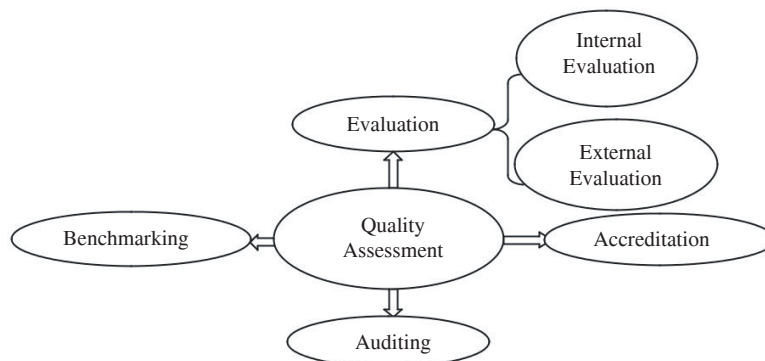 Internal
Evaluation
Evaluation
External
Evaluation
Benchmarking
Quality
Assessment
Accreditation
Auditing